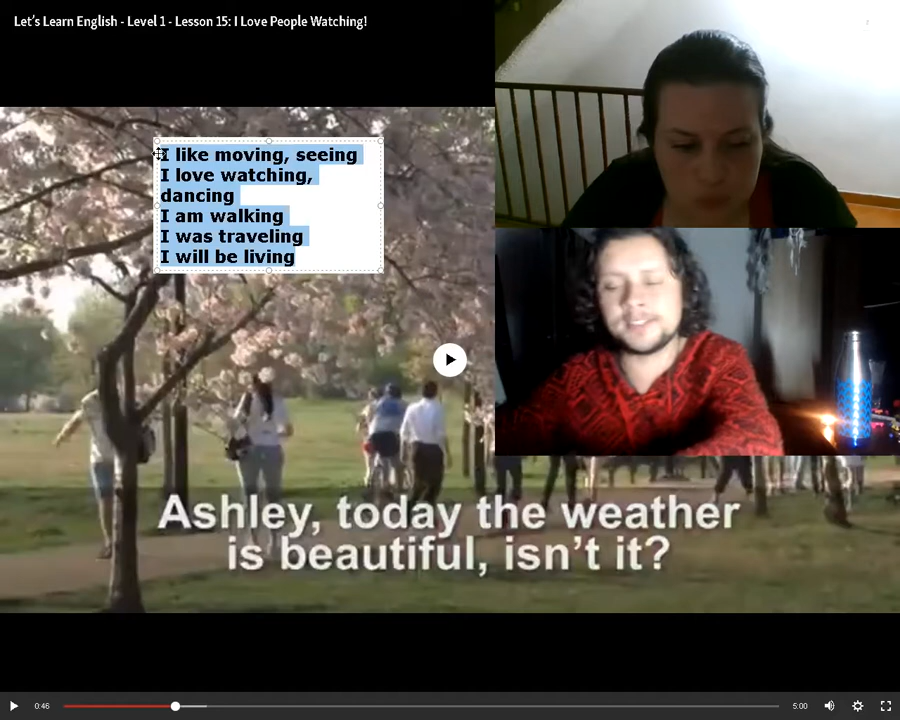 Let's Learn English - Level 1 - Lesson 15: I Love People Watching!
I like moving, seeing
I love watching,
dancing
I am walking
I was traveling
I will be living
Ashley, today the weather
is beautiful, isn't it?
0:46
5:00